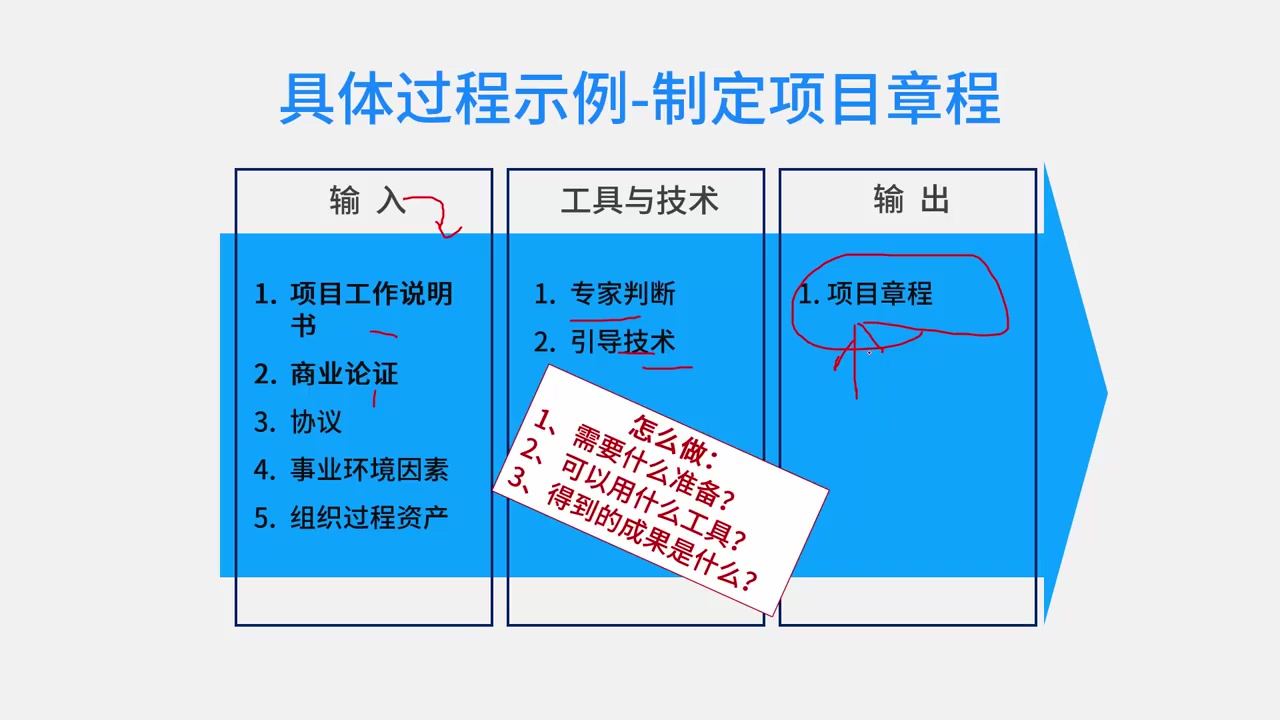 具体过程示例-制定项目章程
输 入
1. 项目工作说明
书
2. 商业论证
3. 协议
4. 事业环境因素
5. 组织过程资产
工具与技术
1. 专家判断
2. 引导技术
输 出
1. 项目章程
怎么做：
1、 需要什么准备？
2、 可以用什么工具？
3、 得到的成果是什么？